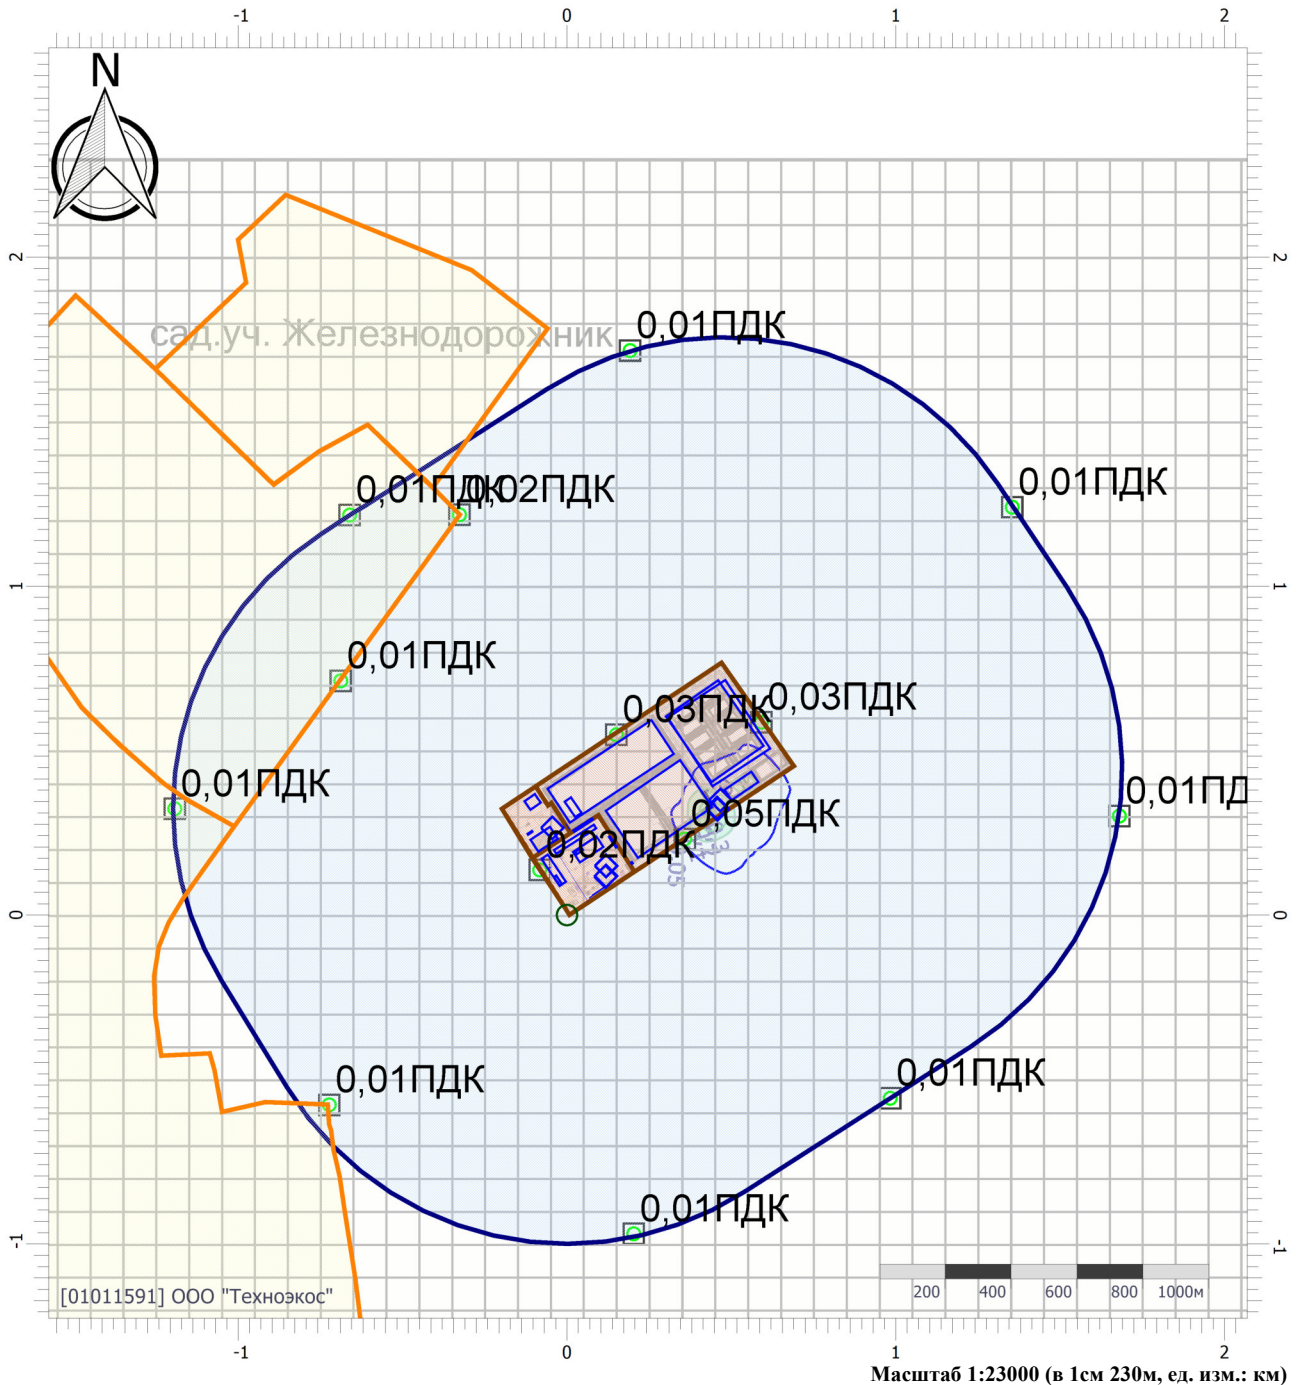 -1 0 1 2
N
2 2
сад.уч. Железнодорожник
0,01ПДК
0,01ПДК
0,02ПДК
0,01ПДК
1 1
0,01ПДК
0,03ПДК
0,03ПДК
0,01ПДК
0,01ПД
0,05ПДК
0,02ПДК
0 0
0,01ПДК
0,01ПДК
0,01ПДК
-1 -1
200 400 600 800 1000м
[01011591] ООО "Техноэкос"
-1 0 1 2
Масштаб 1:23000 (в 1см 230м, ед. изм.: км)